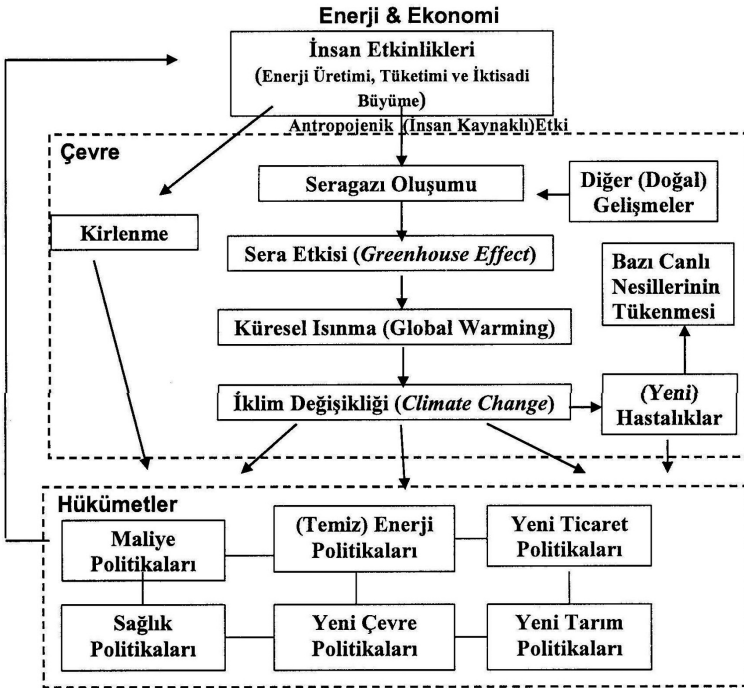 Enerji & Ekonomi
İnsan Etkinlikleri
(Enerji Üretimi, Tüketimi ve İktisadi
Büyüme)
Antropojenik (İnsan Kaynaklı)Etki
Çevre
Seragazı Oluşumu
Diğer (Doğal)
Gelişmeler
Kirlenme
Sera Etkisi (Greenhouse Effect)
Bazı Canlı
Nesillerinin
Tükenmesi
Küresel Isınma (Global Warming)
İklim Değişikliği (Climate Change)
(Yeni)
Hastalıklar
Hükümetler
Maliye
Politikaları
(Temiz) Enerji
Politikaları
Yeni Ticaret
Politikaları
Sağlık
Politikaları
Yeni Çevre
Politikaları
Yeni Tarım
Politikaları